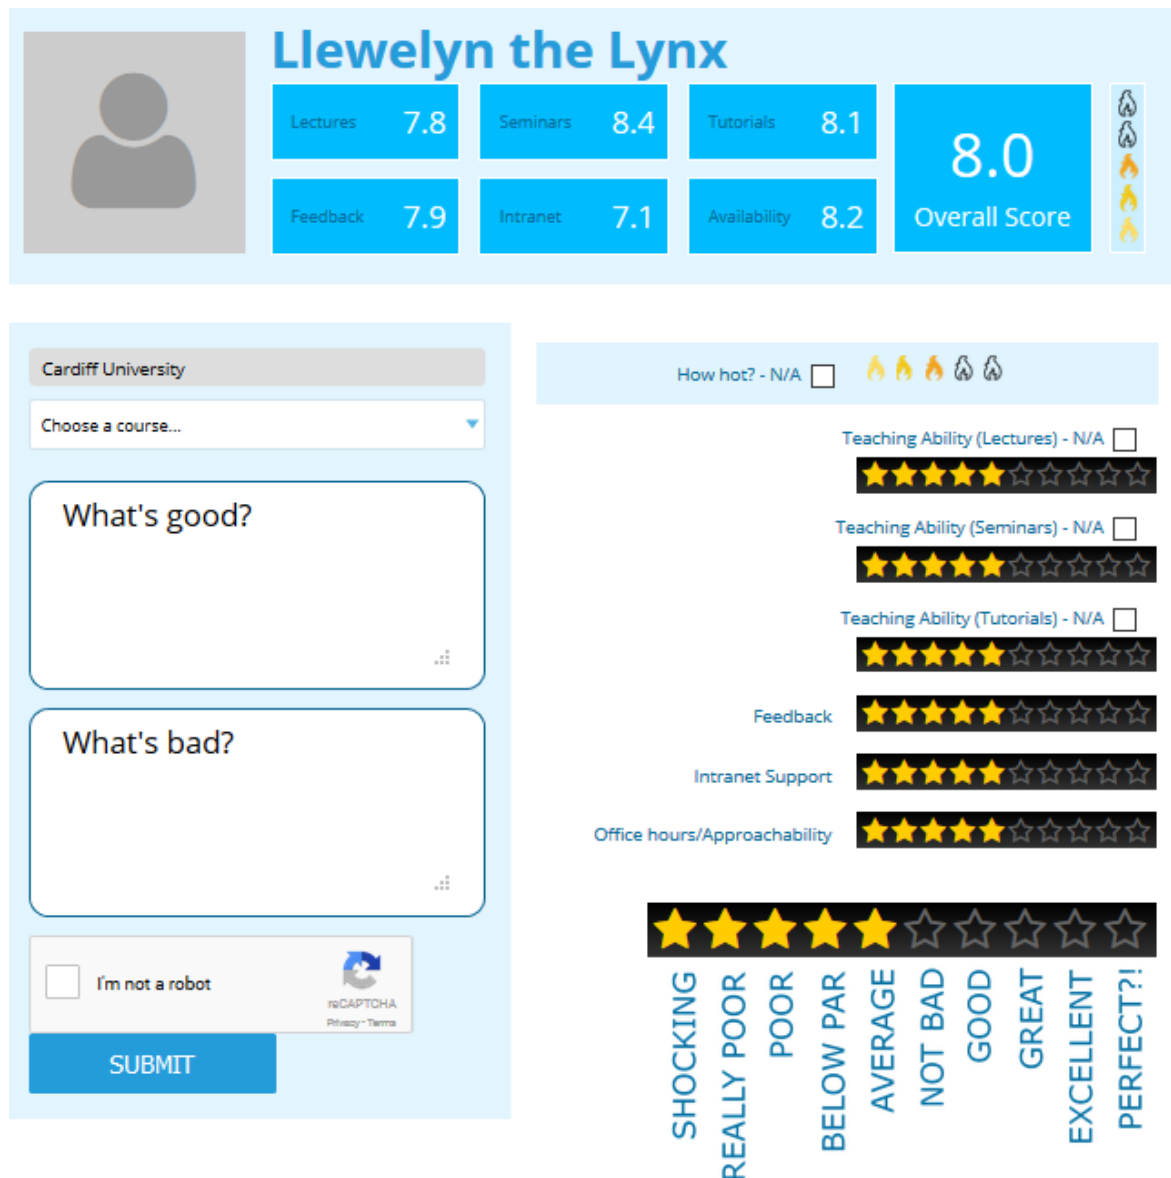 Llewelyn the Lynx
Lectures 7.8
Seminars 8.4
Tutorials 8.1
Feedback 7.9
Intranet 7.1
Availability 8.2
8.0
Overall Score
Cardiff University
Choose a course...
What's good?
What's bad?
I'm not a robot
reCAPTCHA
Privacy - Terms
SUBMIT
How hot? - N/A
Teaching Ability (Lectures) - N/A
Teaching Ability (Seminars) - N/A
Teaching Ability (Tutorials) - N/A
Feedback
Intranet Support
Office hours/Approachability
SHOCKING
REALLY POOR
POOR
BELOW PAR
AVERAGE
NOT BAD
GOOD
GREAT
EXCELLENT
PERFECT?!